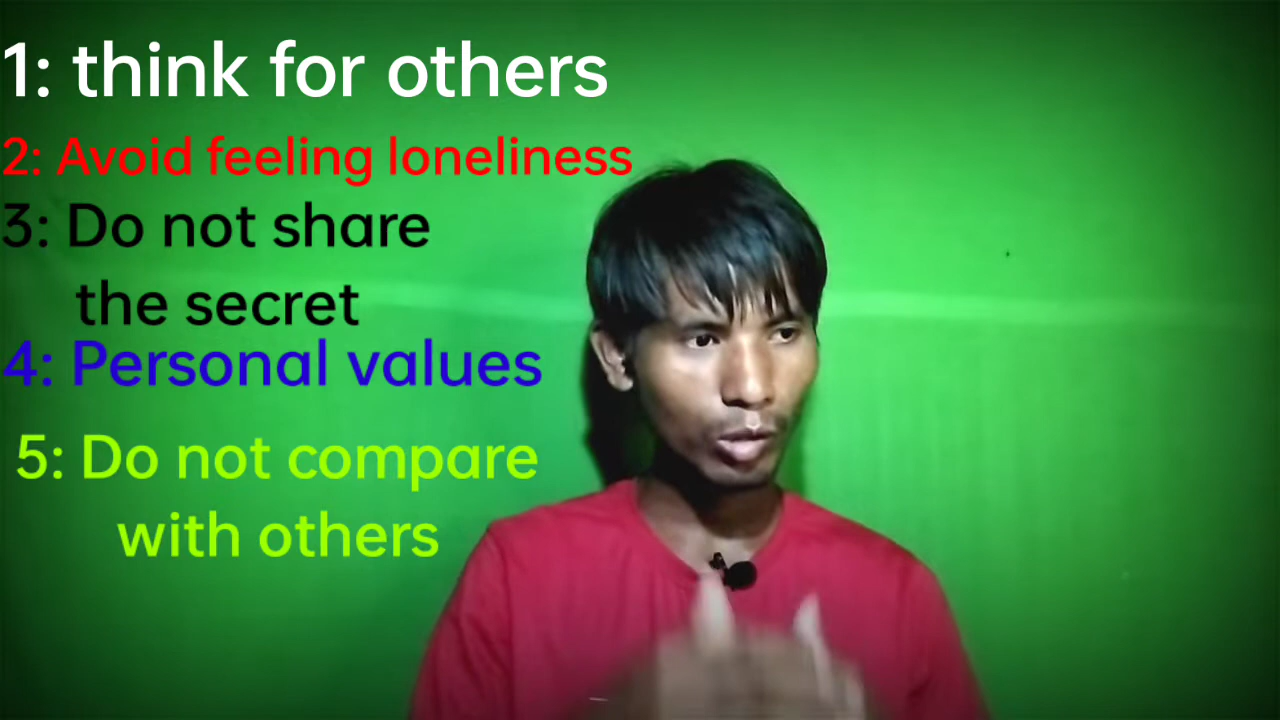 1: think for others
2: Avoid feeling loneliness
3: Do not share
the secret
4: Personal values
5: Do not compare
with others